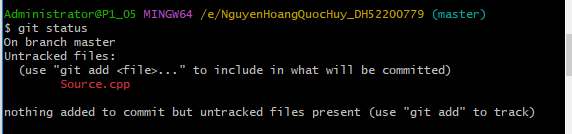 Administrator@P1_05 MINGW64 /e/NguyenHoangQuocHuy_DH52200779 (master)
$ git status
On branch master
Untracked files:
  (use "git add <file>..." to include in what will be committed)
        Source.cpp

nothing added to commit but untracked files present (use "git add" to track)